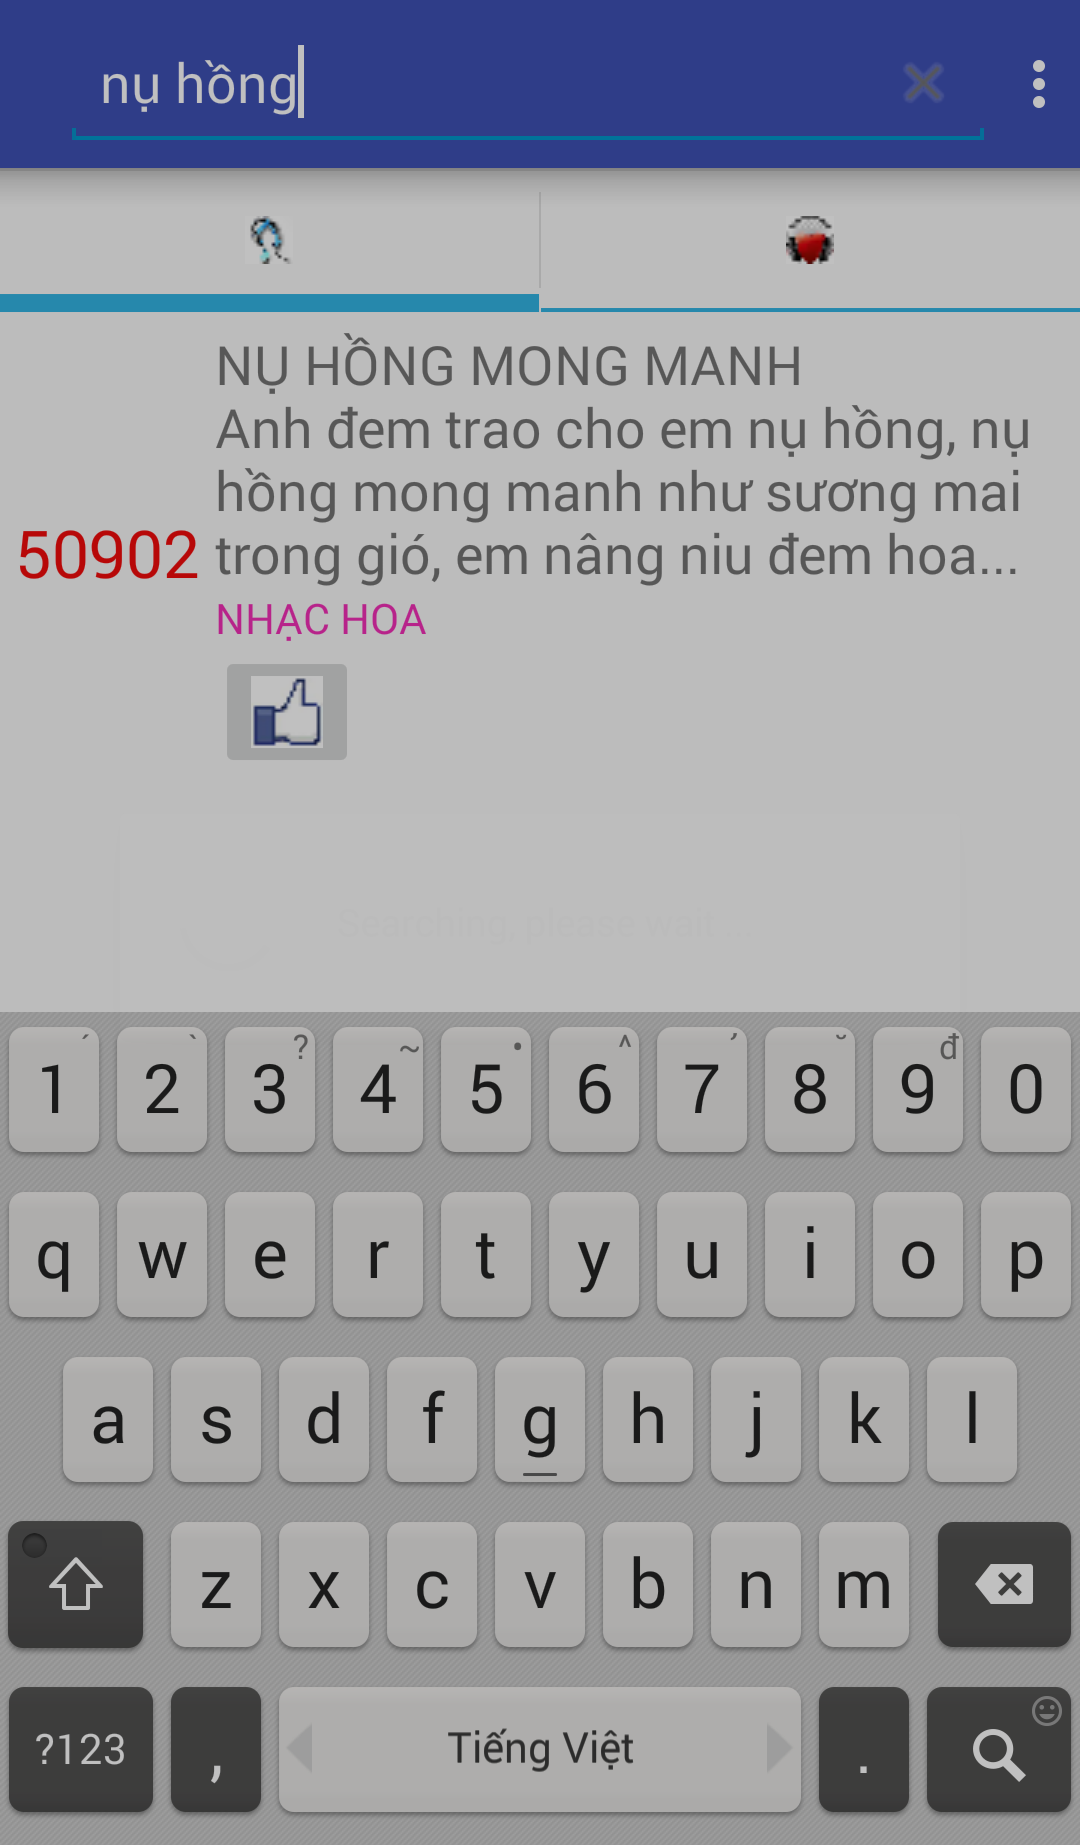 nụ hồng
NỤ HỒNG MONG MANH
Anh đem trao cho em nụ hồng, nụ
hồng mong manh như sương mai
50902 trong gió, em nâng niu đem hoa...
NHẠC HOA
Searching, please wait ...
1 2 3 ? 4 ~ 5 6 ^ 7 8 9 đ 0
q w e r t y u i o p
a s d f g h j k l
z x c v b n m
?123 , Tiếng Việt .